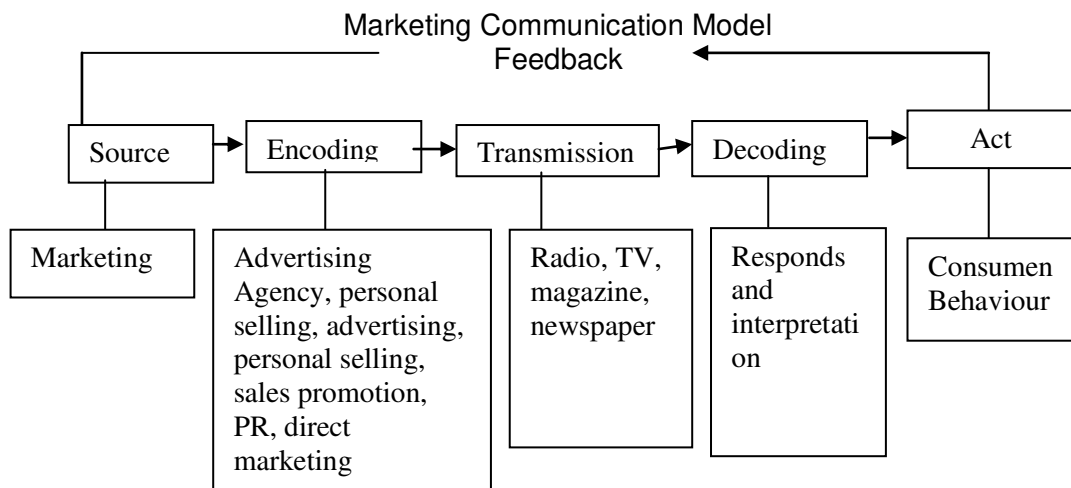 Marketing Communication Model
Feedback
Source
Encoding
Transmission
Decoding
Act
Marketing
Advertising
Agency, personal
selling, advertising,
personal selling,
sales promotion,
PR, direct
marketing
Radio, TV,
magazine,
newspaper
Responds
and
interpretati
on
Consumen
Behaviour